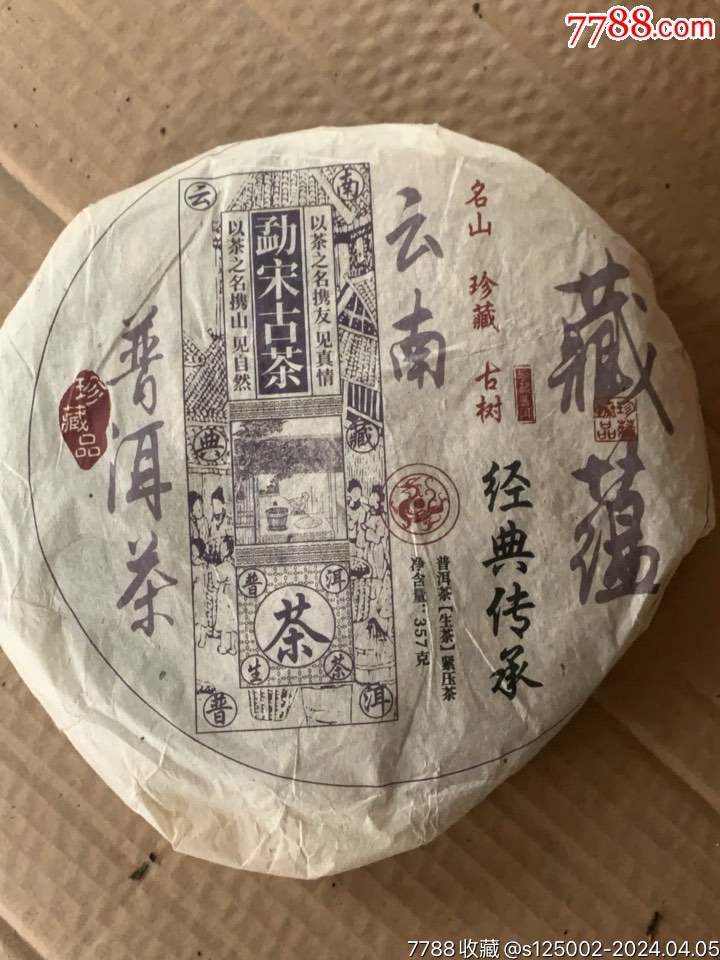 7788.com
藏蕴
名山 珍藏 古树
珍藏品
经典传承
云南
普洱茶[生茶]紧压茶
净含量:357克
云
南
以茶之名携友 见真情
勐宋古茶
以茶之名携山 见自然
典
藏
普
洱
茶
生
茶
普
洱
普洱茶
珍藏品
7788收藏@s125002-2024.04.05